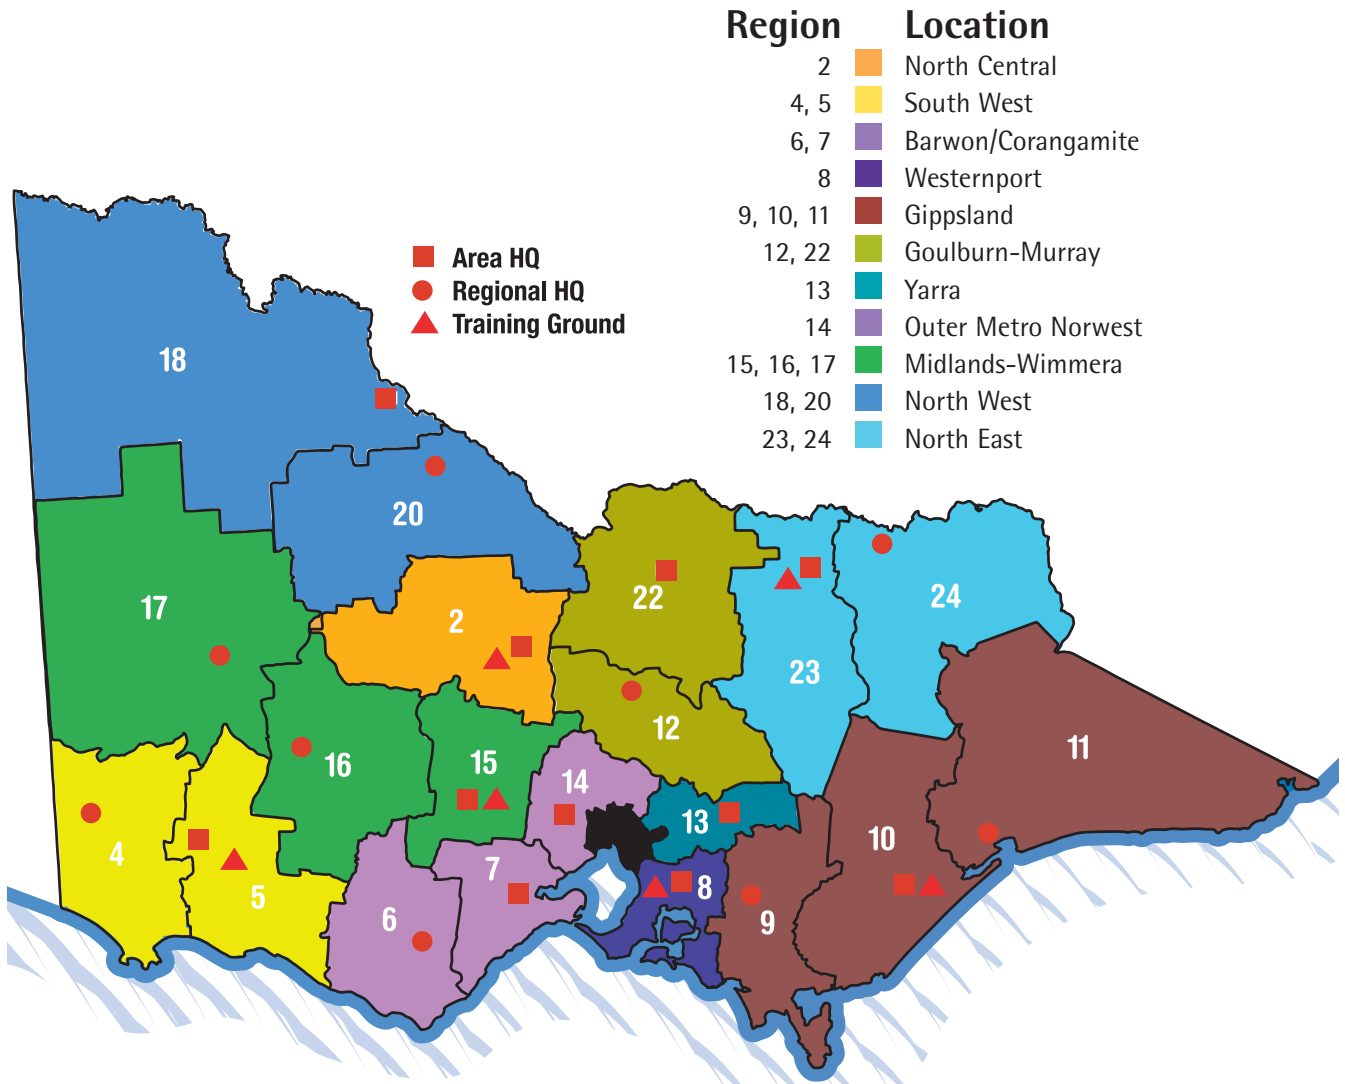 Region Location
2 North Central
4, 5 South West
6, 7 Barwon/Corangamite
8 Westernport
9, 10, 11 Gippsland
12, 22 Goulburn-Murray
13 Yarra
14 Outer Metro Norwest
15, 16, 17 Midlands-Wimmera
18, 20 North West
23, 24 North East
Area HQ
Regional HQ
Training Ground
18
20
17
2
22
24
23
12
11
16
15
14
13
10
4
5
7
8
6
9